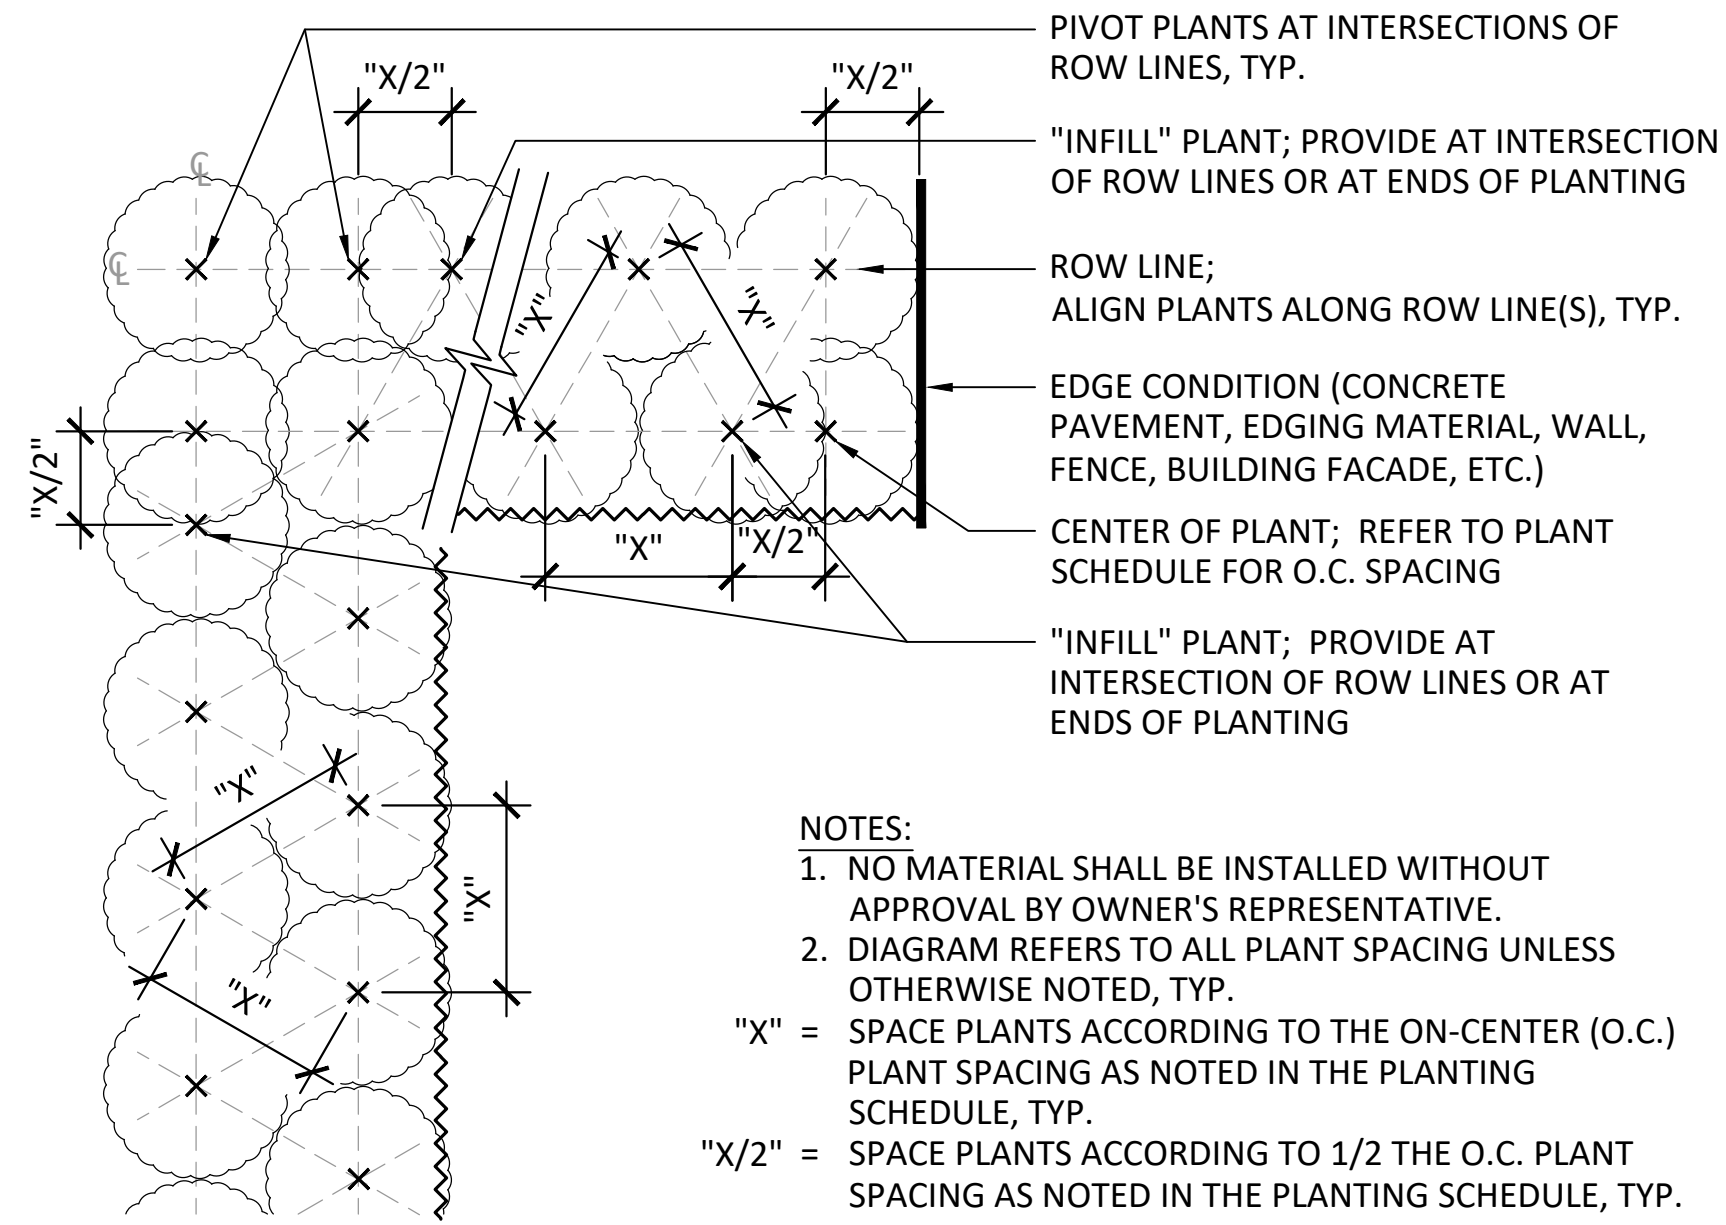 PIVOT PLANTS AT INTERSECTIONS OF
ROW LINES, TYP.
"X/2"
"X/2"
"INFILL" PLANT; PROVIDE AT INTERSECTION
OF ROW LINES OR AT ENDS OF PLANTING
℄
℄
ROW LINE;
ALIGN PLANTS ALONG ROW LINE(S), TYP.
"X"
"X"
EDGE CONDITION (CONCRETE
PAVEMENT, EDGING MATERIAL, WALL,
FENCE, BUILDING FACADE, ETC.)
"X/2"
"X"
"X/2"
CENTER OF PLANT; REFER TO PLANT
SCHEDULE FOR O.C. SPACING
"INFILL" PLANT; PROVIDE AT
INTERSECTION OF ROW LINES OR AT
ENDS OF PLANTING
"X"
"X"
"X"
NOTES:
1. NO MATERIAL SHALL BE INSTALLED WITHOUT
APPROVAL BY OWNER'S REPRESENTATIVE.
2. DIAGRAM REFERS TO ALL PLANT SPACING UNLESS
OTHERWISE NOTED, TYP.
"X" = SPACE PLANTS ACCORDING TO THE ON-CENTER (O.C.)
PLANT SPACING AS NOTED IN THE PLANTING
SCHEDULE, TYP.
"X/2" = SPACE PLANTS ACCORDING TO 1/2 THE O.C. PLANT
SPACING AS NOTED IN THE PLANTING SCHEDULE, TYP.